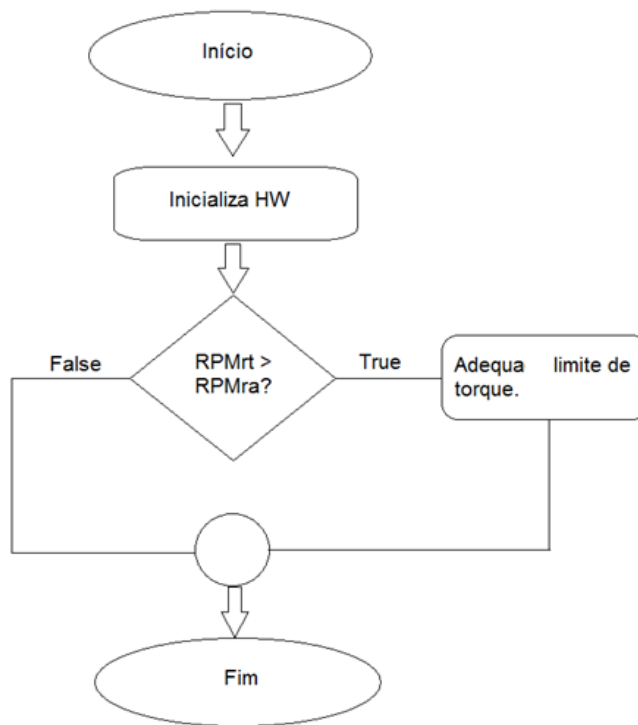 Início
Inicializa HW
False
RPMrt >
RPMra?
True
Adequa limite de
torque.
Fim